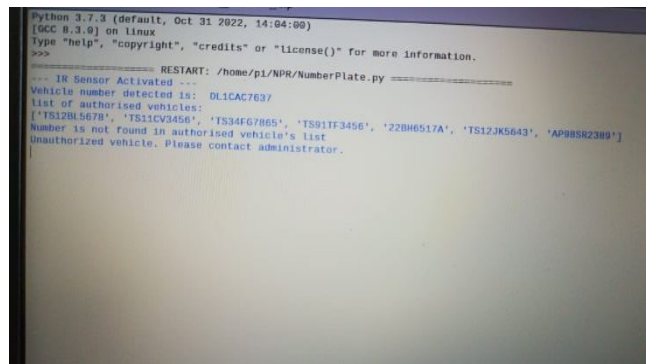 Python 3.7.3 (default, Oct 31 2022, 14:04:00)
[GCC 8.3.0] on linux
Type "help", "copyright", "credits" or "license()" for more information.
>>>
=================== RESTART: /home/pi/NPR/NumberPlate.py ===================
--- IR Sensor Activated ---
Vehicle number detected is:  DL1CAC7637
list of authorised vehicles:
['TS12BL5678', 'TS11CV3456', 'TS34FG7865', 'TS91TF3456', '22BH6517A', 'TS12JK5643', 'AP98SR2389']
Number is not found in authorised vehicle's list
Unauthorized vehicle. Please contact administrator.